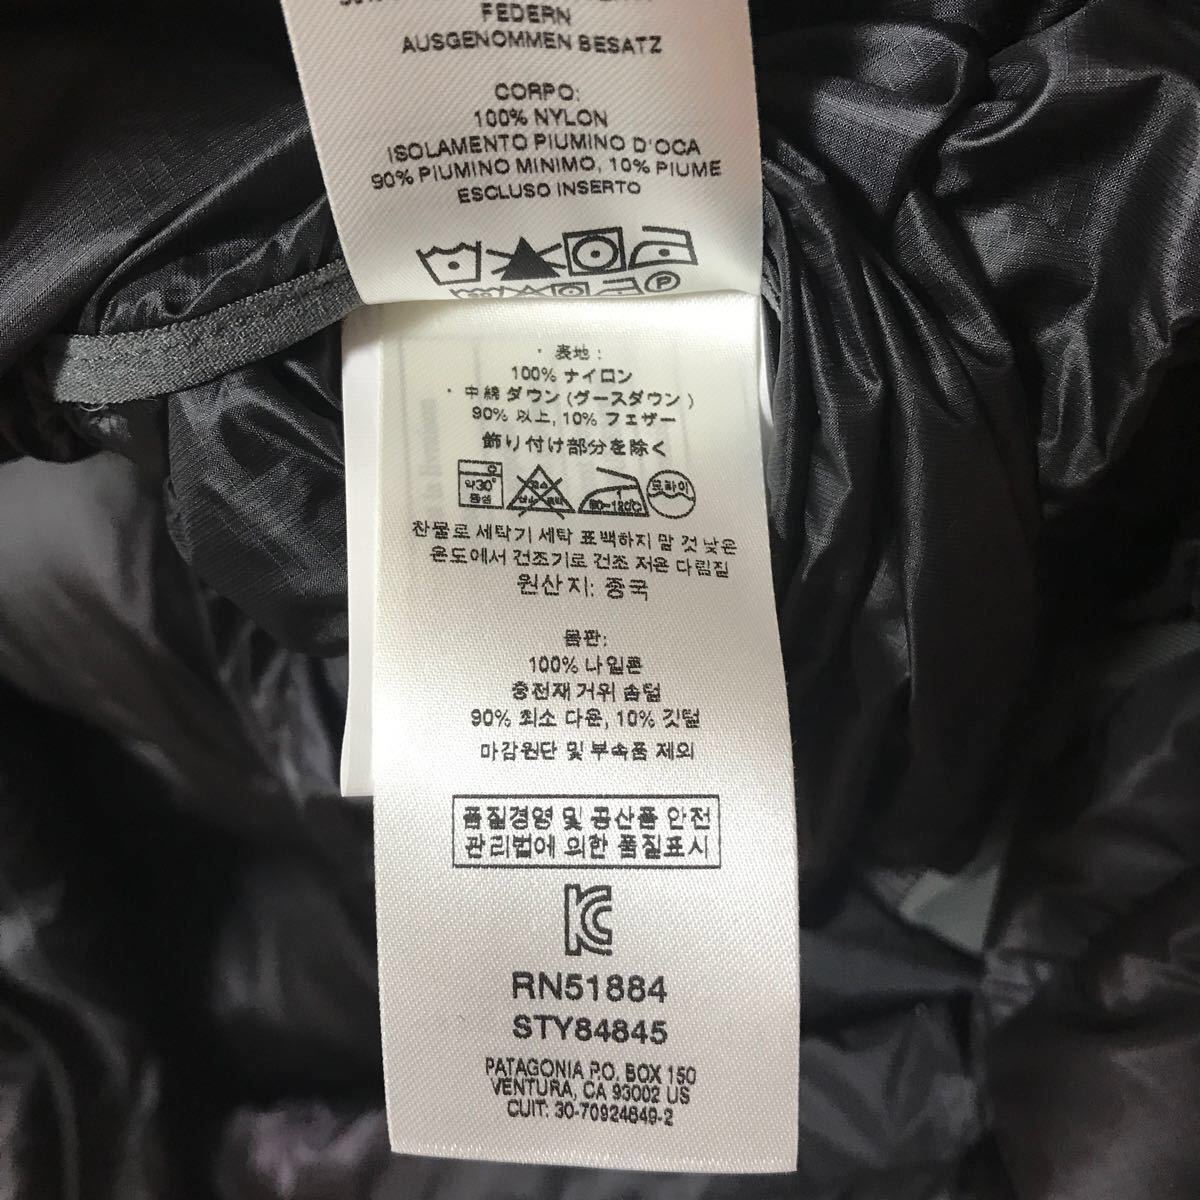 FEDERN
AUSGENOMMEN BESATZ
CORPO:
100% NYLON
ISOLAMENTO PIUMINO D'OCA
90% PIUMINO MINIMO, 10% PIUME
ESCLUSO INSERTO
P
・表地:
100% ナイロン
・中綿 ダウン (グースダウン)
90% 以上, 10% フェザー
飾り付け部分を除く
약30°
중성
80-120℃
드라이
찬물로 세탁기 세탁 표백하지 말 것 낮은
온도에서 건조기로 건조 저온 다림질
원산지: 중국
몸판:
100% 나일론
충전재 거위 솜털
90% 최소 다운, 10% 깃털
마감원단 및 부속품 제외
품질경영 및 공산품 안전
관리법에 의한 품질표시
RN51884
STY84845
PATAGONIA P.O. BOX 150
VENTURA, CA 93002 US
CUIT: 30-70924849-2